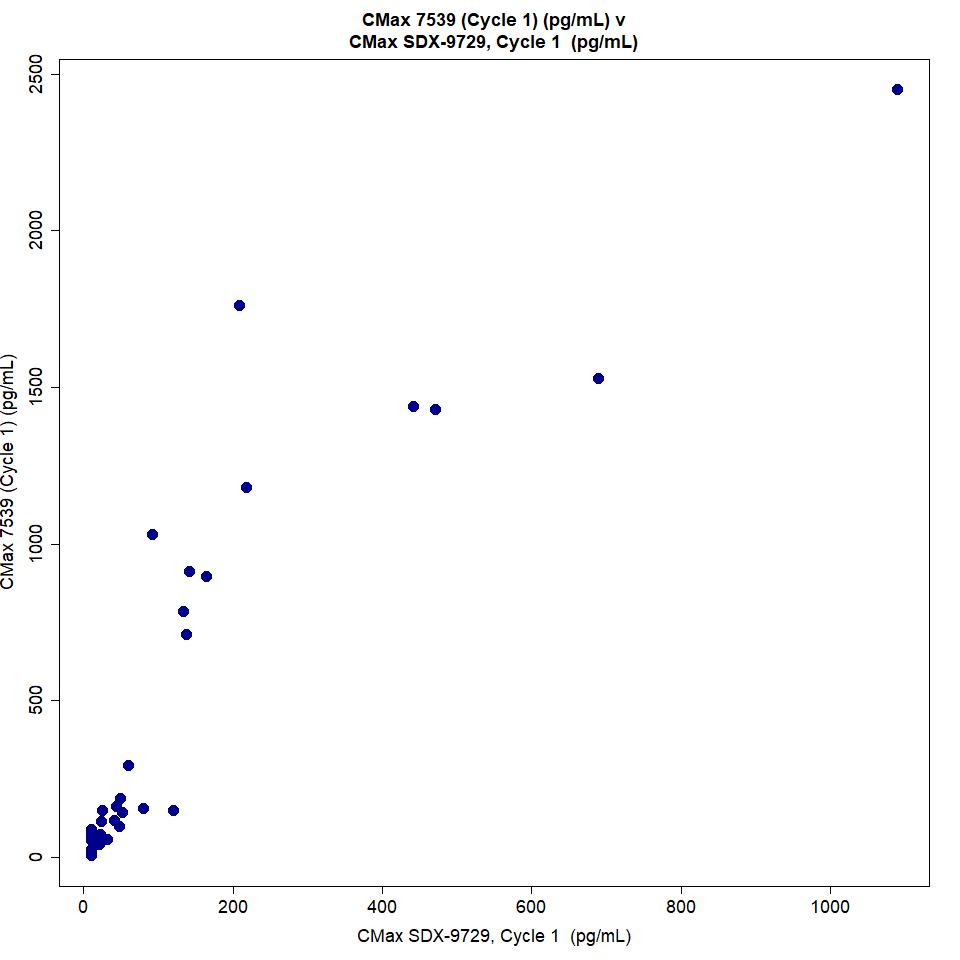 CMax 7539 (Cycle 1) (pg/mL) v
CMax SDX-9729, Cycle 1  (pg/mL)
CMax 7539 (Cycle 1) (pg/mL)
2500
2000
1500
1000
500
0
0 200 400 600 800 1000
CMax SDX-9729, Cycle 1  (pg/mL)